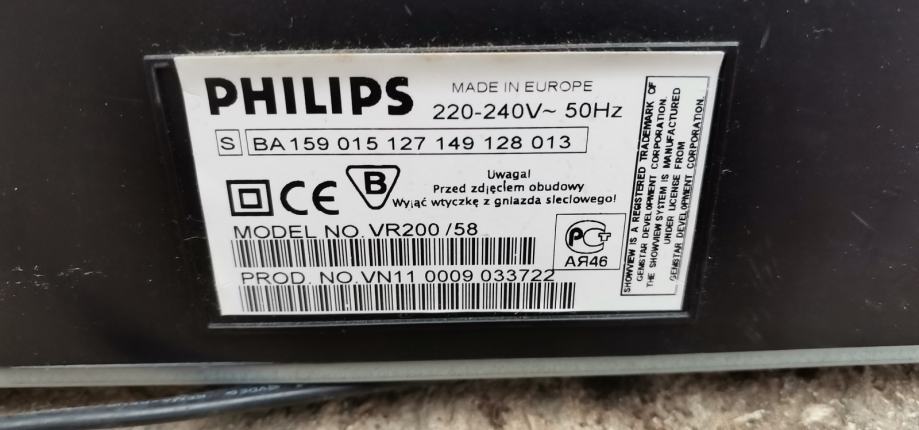 PHILIPS
MADE IN EUROPE
220-240V~ 50Hz
S BA 159 015 127 149 128 013
Uwaga!
Przed zdjęciem obudowy
Wyjąć wtyczkę z gniazda sieciowego!
CE
B
MODEL NO. VR200 /58
PROD. NO. VN11 0009 033722
PG+
AЯ46
SHOWVIEW IS A REGISTERED TRADEMARK OF
GEMSTAR DEVELOPMENT CORPORATION.
THE SHOWVIEW SYSTEM IS MANUFACTURED
UNDER LICENSE FROM
GEMSTAR DEVELOPMENT CORPORATION.